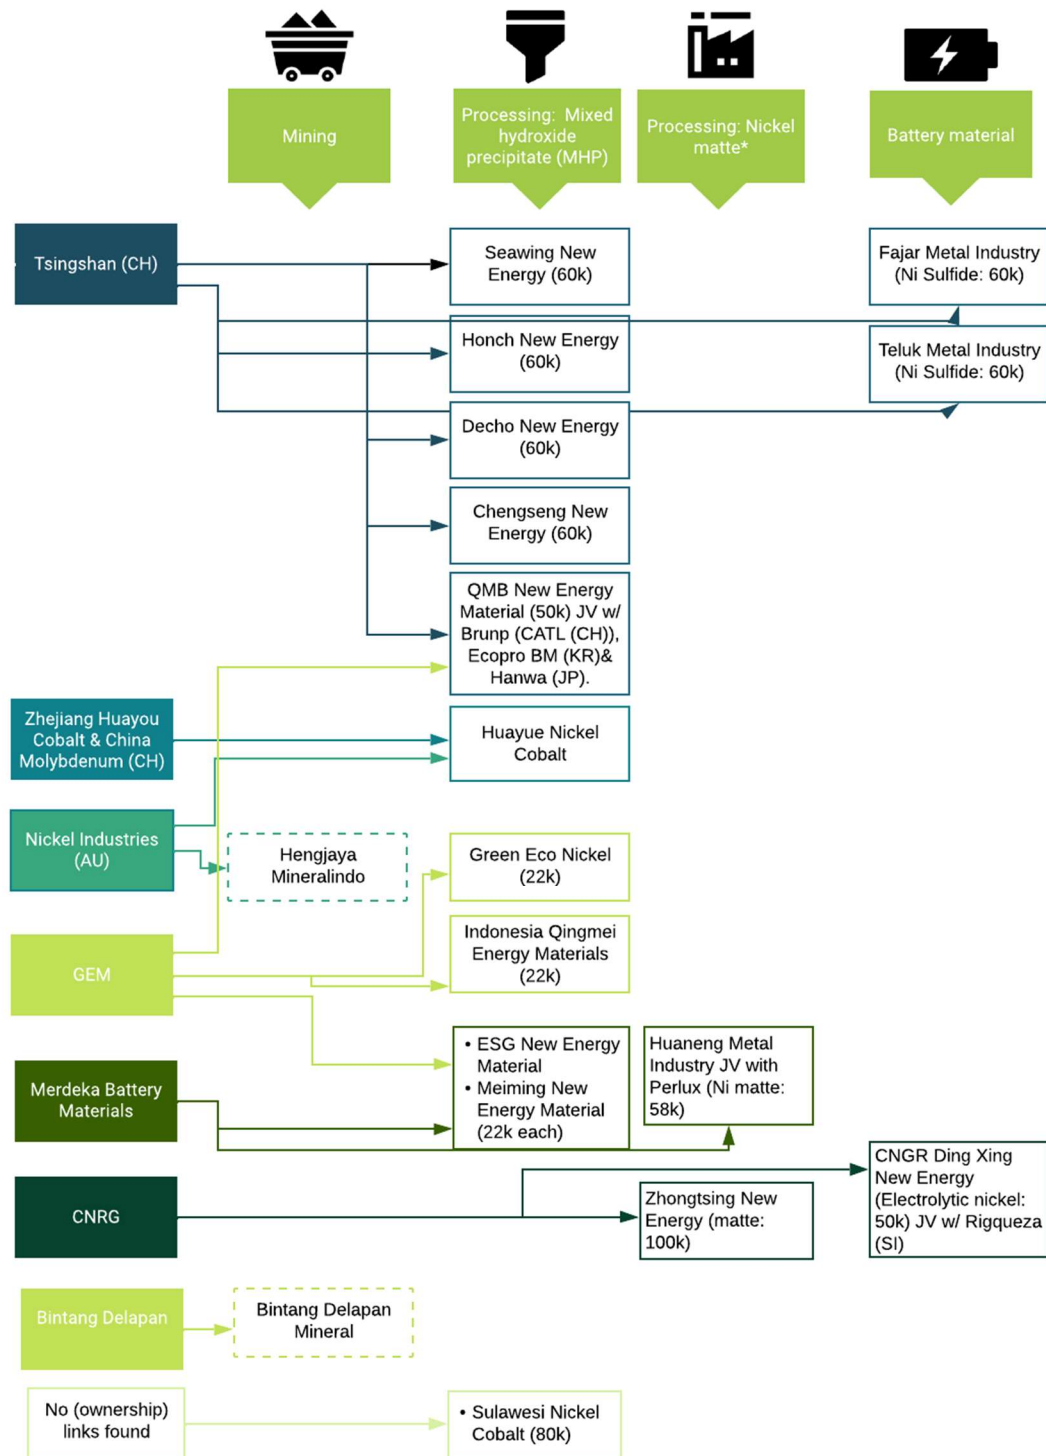 Mining
Processing: Mixed
hydroxide
precipitate (MHP)
Processing: Nickel
matte*
Battery material
Tsingshan (CH)
Seawing New
Energy (60k)
Fajar Metal Industry
(Ni Sulfide: 60k)
Honch New Energy
(60k)
Teluk Metal Industry
(Ni Sulfide: 60k)
Decho New Energy
(60k)
Chengseng New
Energy (60k)
QMB New Energy
Material (50k) JV w/
Brunp (CATL (CH)),
Ecopro BM (KR)&
Hanwa (JP).
Zhejiang Huayou
Cobalt & China
Molybdenum (CH)
Huayue Nickel
Cobalt
Nickel Industries
(AU)
Hengjaya
Mineralindo
Green Eco Nickel
(22k)
GEM
Indonesia Qingmei
Energy Materials
(22k)
Merdeka Battery
Materials
• ESG New Energy
Material
• Meiming New
Energy Material
(22k each)
Huaneng Metal
Industry JV with
Perlux (Ni matte:
58k)
CNRG
Zhongtsing New
Energy (matte:
100k)
CNGR Ding Xing
New Energy
(Electrolytic nickel:
50k) JV w/ Rigqueza
(SI)
Bintang Delapan
Bintang Delapan
Mineral
No (ownership)
links found
• Sulawesi Nickel
Cobalt (80k)